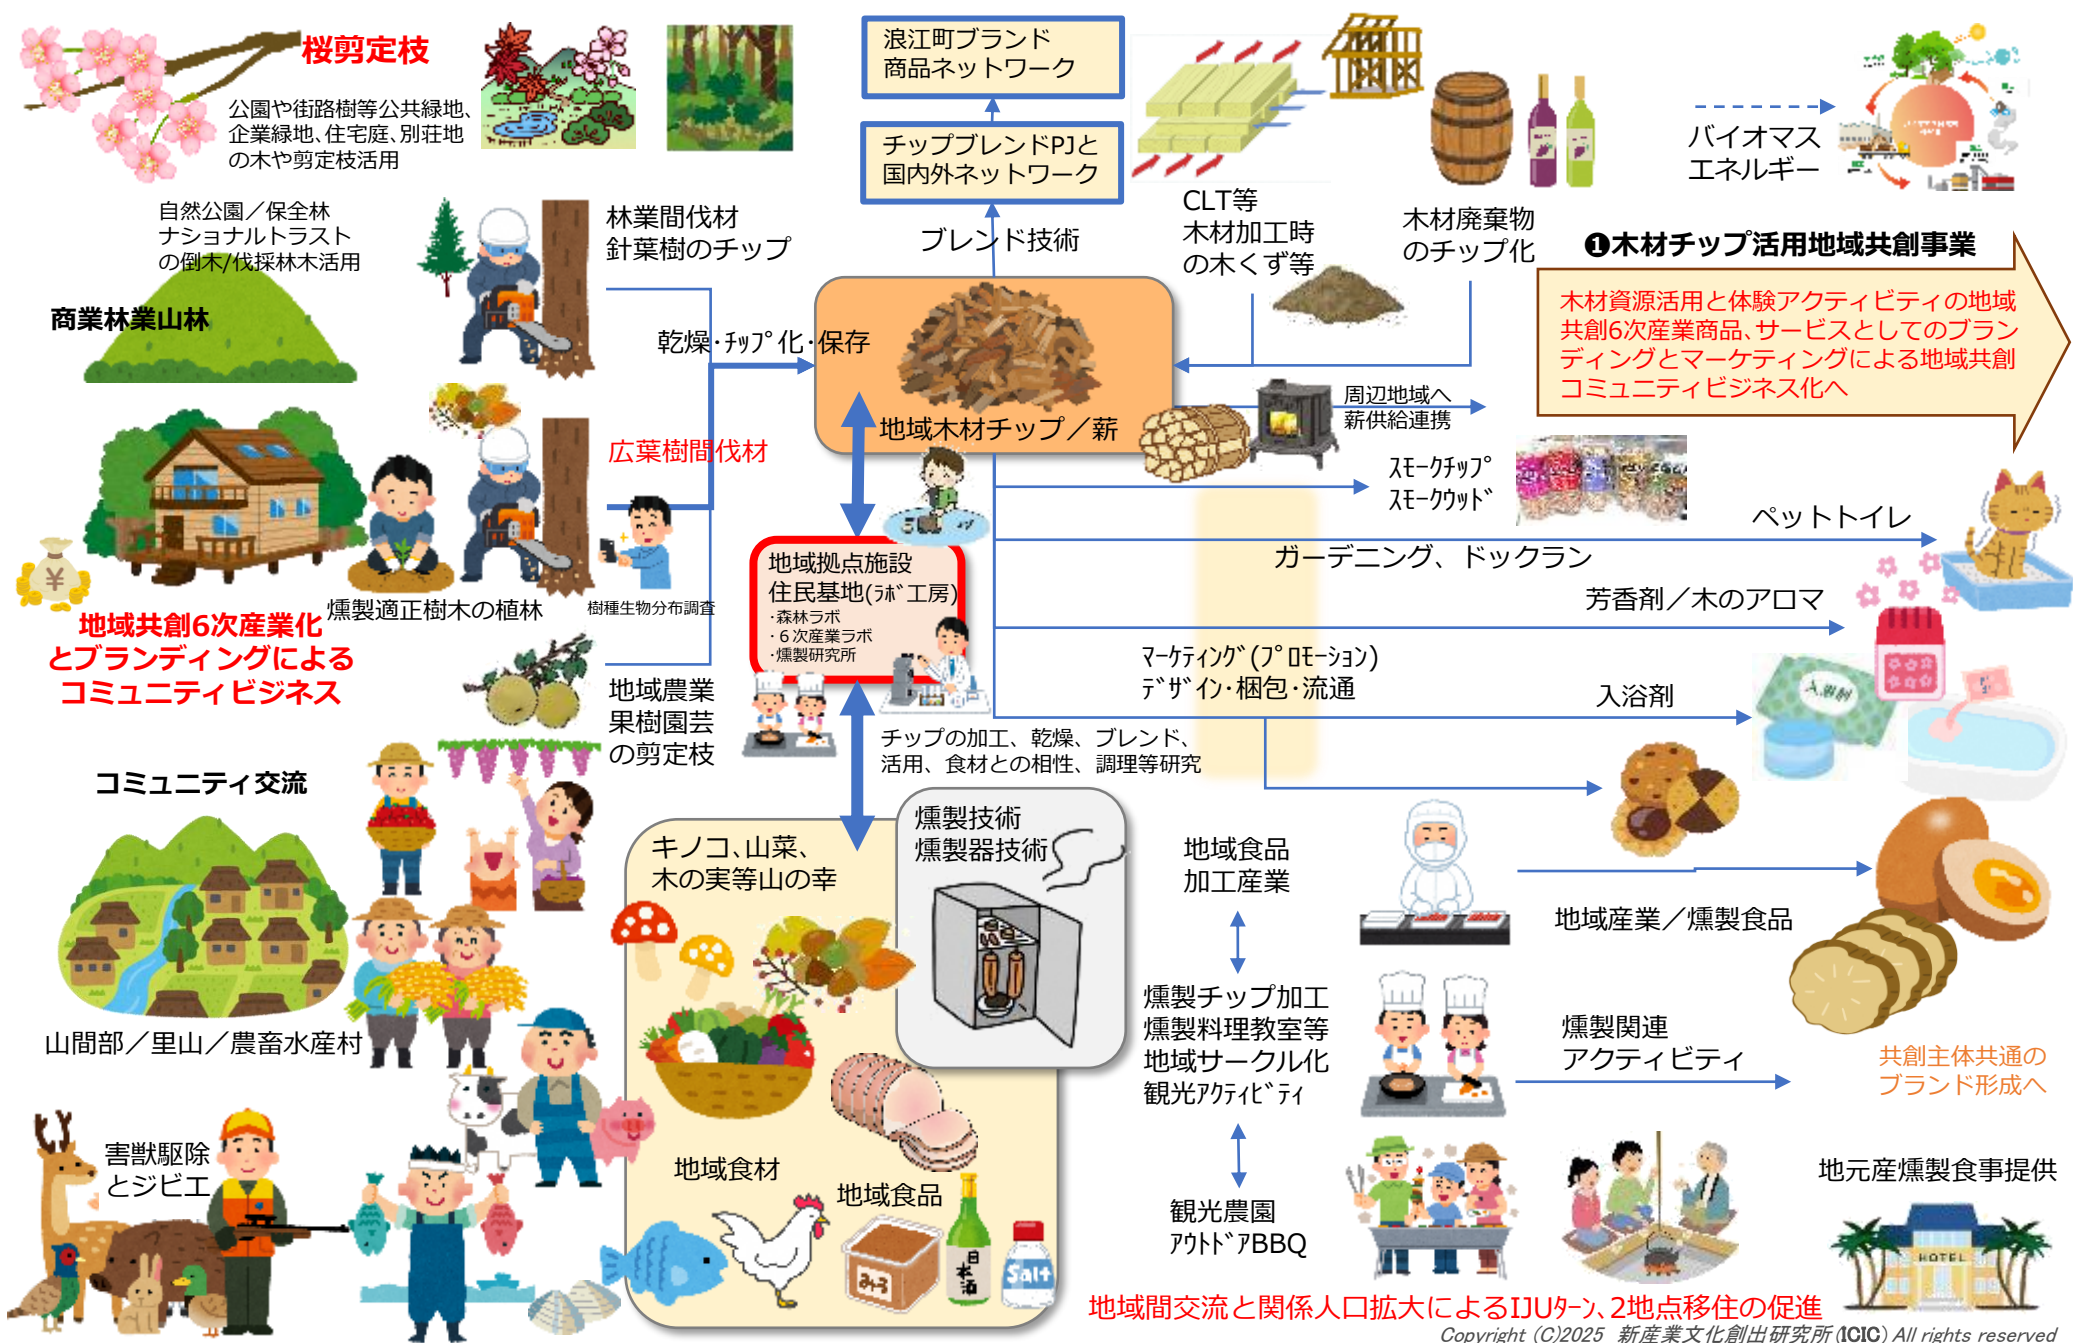 桜剪定枝
公園や街路樹等公共緑地、
企業緑地、住宅庭、別荘地
の木や剪定枝活用
自然公園／保全林
ナショナルトラスト
の倒木/伐採林木活用
商業林業山林
林業間伐材
針葉樹のチップ
浪江町ブランド
商品ネットワーク
チップブレンドPJと
国内外ネットワーク
ブレンド技術
CLT等
木材加工時
の木くず等
木材廃棄物
のチップ化
バイオマス
エネルギー
❶木材チップ活用地域共創事業
木材資源活用と体験アクティビティの地域
共創6次産業商品、サービスとしてのブラン
ディングとマーケティングによる地域共創
コミュニティビジネス化へ
乾燥･ﾁｯﾌﾟ化･保存
地域木材チップ／薪
周辺地域へ
薪供給連携
広葉樹間伐材
ｽﾓｰｸﾁｯﾌﾟ
ｽﾓｰｸｳｯﾄﾞ
ペットトイレ
ガーデニング、ドックラン
地域拠点施設
住民基地(ﾗﾎﾞ工房)
･森林ラボ
･６次産業ラボ
･燻製研究所
芳香剤／木のアロマ
燻製適正樹木の植林
樹種生物分布調査
地域共創6次産業化
とブランディングによる
コミュニティビジネス
¥
ﾏｰｹﾃｨﾝｸﾞ(ﾌﾟﾛﾓｰｼｮﾝ)
ﾃﾞｻﾞｲﾝ･梱包･流通
入浴剤
入浴剤
地域農業
果樹園芸
の剪定枝
チップの加工、乾燥、ブレンド、
活用、食材との相性、調理等研究
コミュニティ交流
燻製技術
燻製器技術
キノコ､山菜、
木の実等山の幸
地域食品
加工産業
地域産業／燻製食品
燻製チップ加工
燻製料理教室等
地域サークル化
観光ｱｸﾃｨﾋﾞﾃｨ
燻製関連
アクティビティ
共創主体共通の
ブランド形成へ
山間部／里山／農畜水産村
害獣駆除
とジビエ
地域食材
地域食品
みそ
日本酒
Salt
観光農園
ｱｳﾄﾄﾞｱBBQ
地元産燻製食事提供
HOTEL
地域間交流と関係人口拡大によるIJUﾀｰﾝ､2地点移住の促進
Copyright (C)2025 新産業文化創出研究所(ICIC) All rights reserved